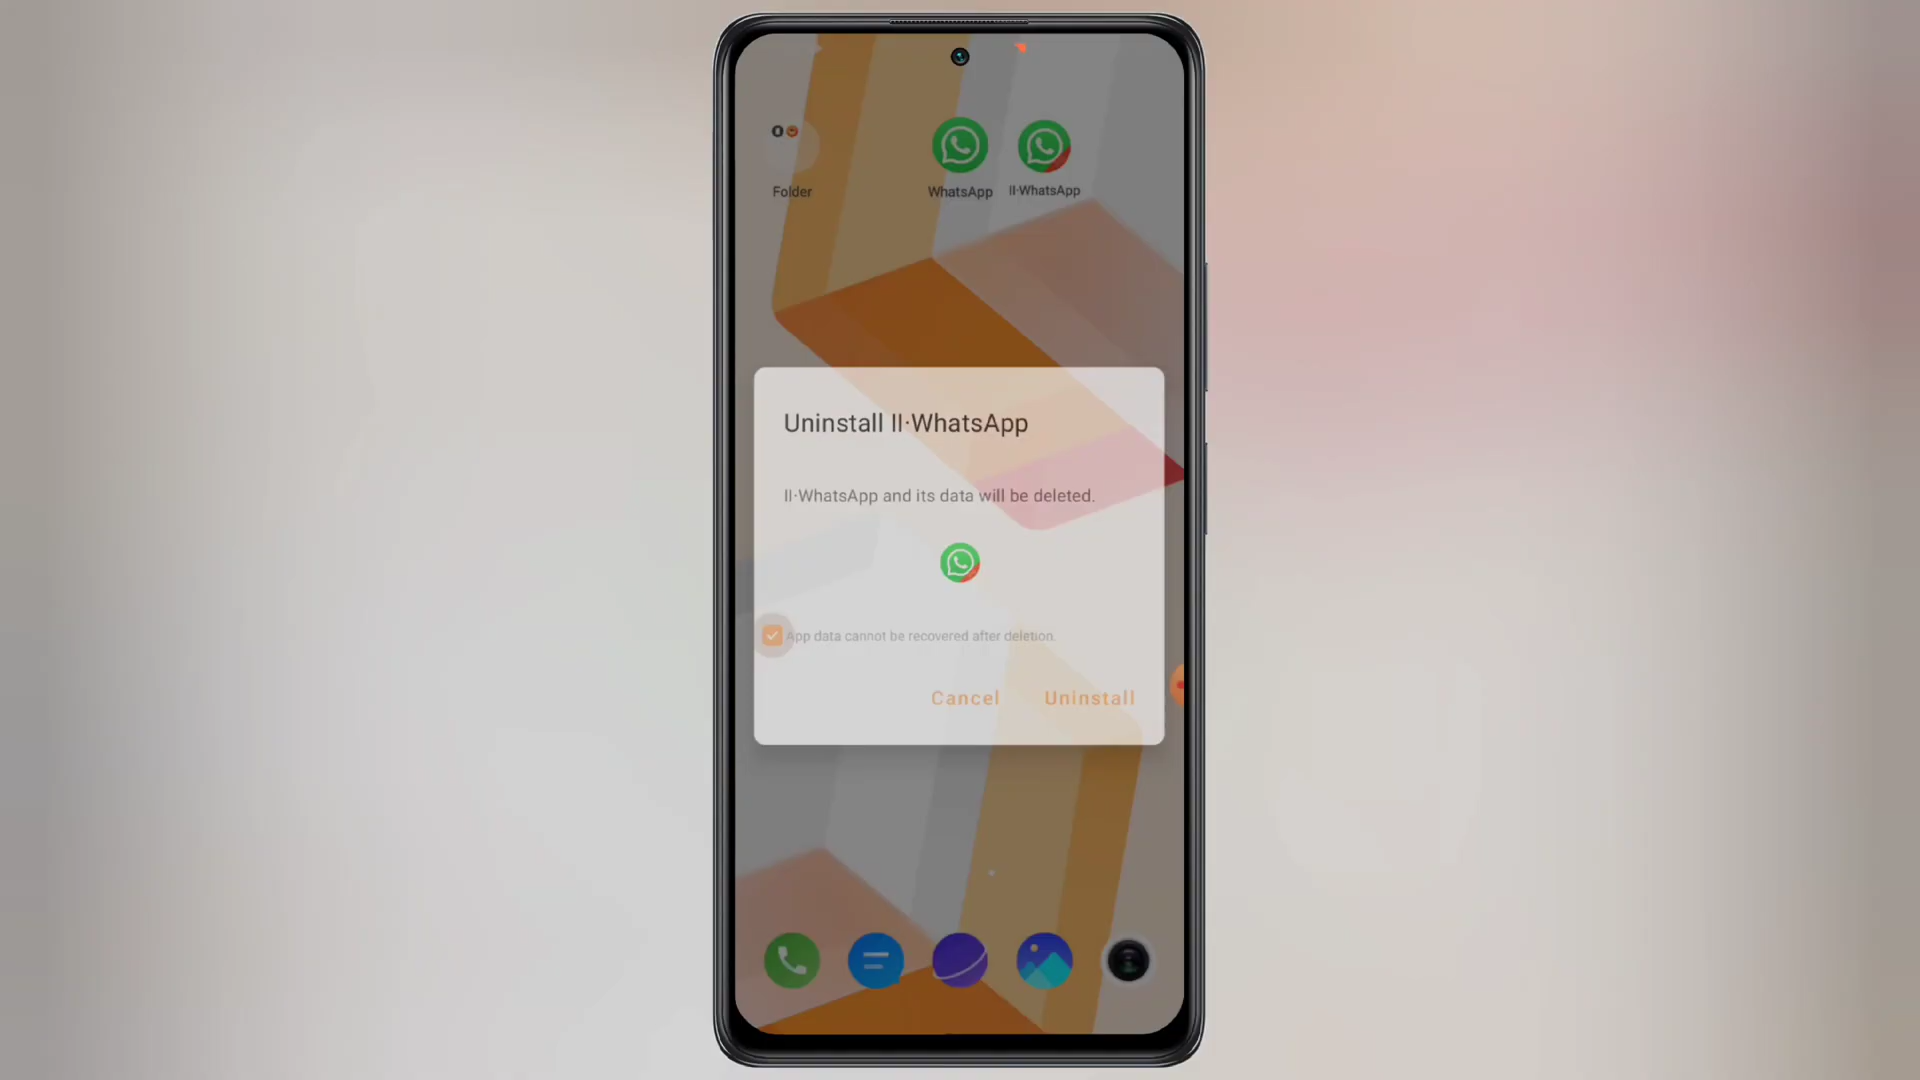 Folder
WhatsApp
II·WhatsApp
Uninstall II·WhatsApp
II·WhatsApp and its data will be deleted.
App data cannot be recovered after deletion.
Cancel
Uninstall